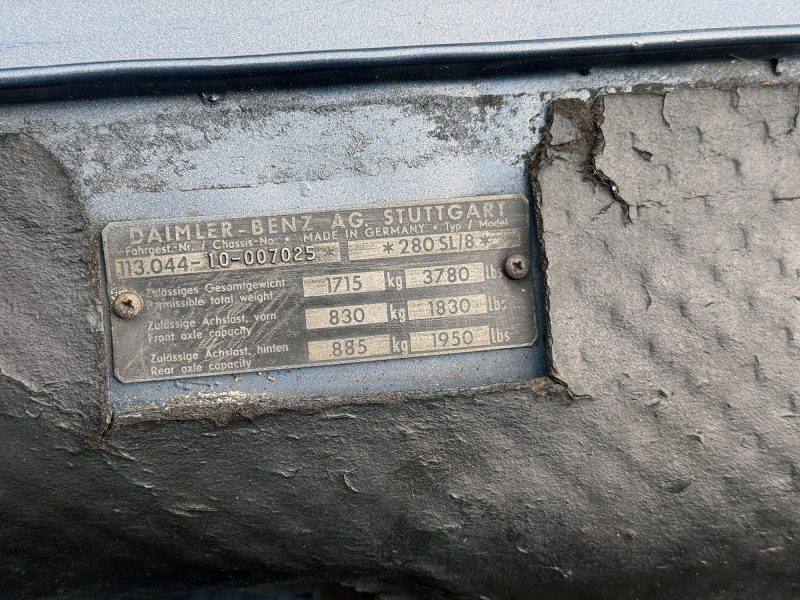 DAIMLER-BENZ AG. STUTTGART
Fahrgest.-Nr. / Chassis-No. • MADE IN GERMANY • Typ / Model
113.044-10-007025* *280 SL/8*
Zulässiges Gesamtgewicht
Permissible total weight
1715 kg 3780 lbs
Zulässige Achslast, vorn
Front axle capacity
830 kg 1830 lbs
Zulässige Achslast, hinten
Rear axle capacity
885 kg 1950 lbs